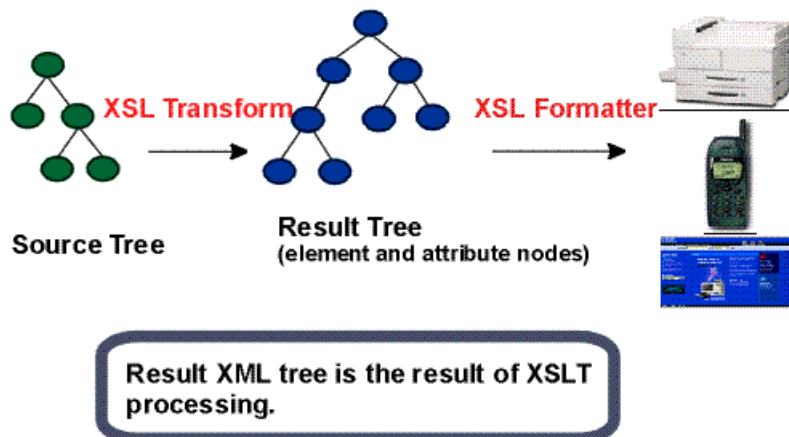 XSL Transform
XSL Formatter
Source Tree
Result Tree
(element and attribute nodes)
Result XML tree is the result of XSLT
processing.